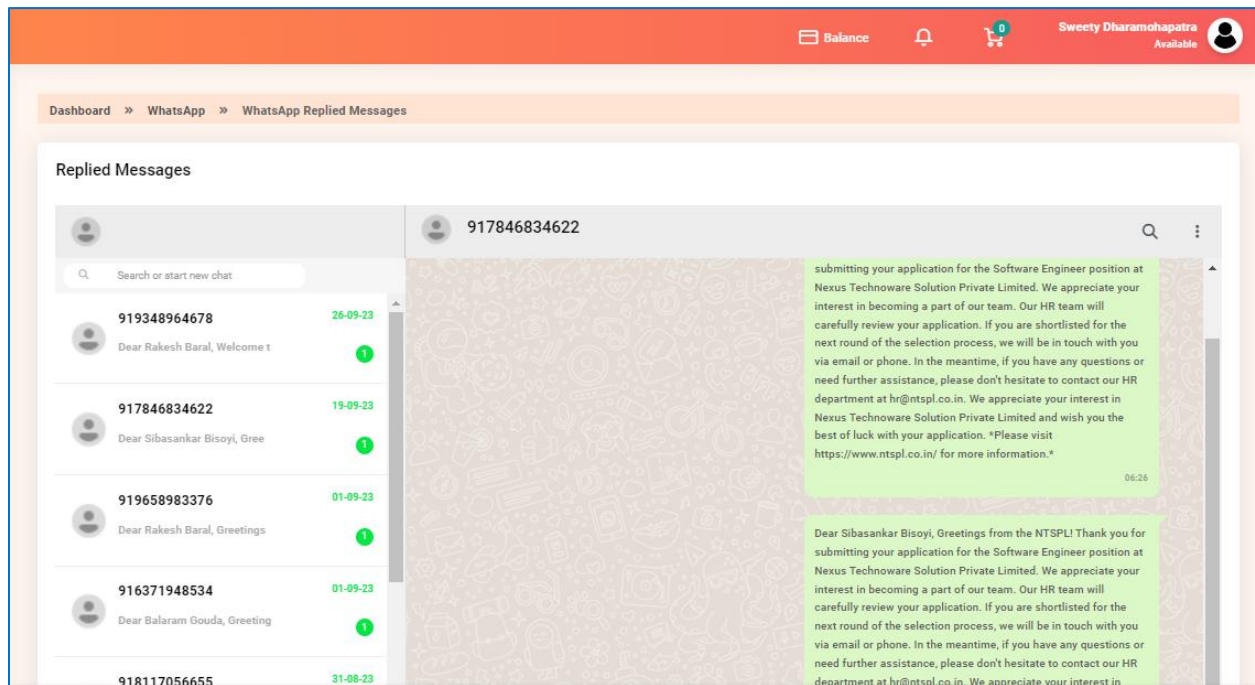 Balance
0
Sweety Dharamohapatra
Available
Dashboard » WhatsApp » WhatsApp Replied Messages
Replied Messages
917846834622
Search or start new chat
919348964678
26-09-23
Dear Rakesh Baral, Welcome t
1
917846834622
19-09-23
Dear Sibasankar Bisoyi, Gree
1
919658983376
01-09-23
Dear Rakesh Baral, Greetings
1
916371948534
01-09-23
Dear Balaram Gouda, Greeting
1
918117056655
31-08-23
submitting your application for the Software Engineer position at
Nexus Technoware Solution Private Limited. We appreciate your
interest in becoming a part of our team. Our HR team will
carefully review your application. If you are shortlisted for the
next round of the selection process, we will be in touch with you
via email or phone. In the meantime, if you have any questions or
need further assistance, please don't hesitate to contact our HR
department at hr@ntspl.co.in. We appreciate your interest in
Nexus Technoware Solution Private Limited and wish you the
best of luck with your application. *Please visit
https://www.ntspl.co.in/ for more information.*
06:26
Dear Sibasankar Bisoyi, Greetings from the NTSPL! Thank you for
submitting your application for the Software Engineer position at
Nexus Technoware Solution Private Limited. We appreciate your
interest in becoming a part of our team. Our HR team will
carefully review your application. If you are shortlisted for the
next round of the selection process, we will be in touch with you
via email or phone. In the meantime, if you have any questions or
need further assistance, please don't hesitate to contact our HR
department at hr@ntspl.co.in. We appreciate your interest in